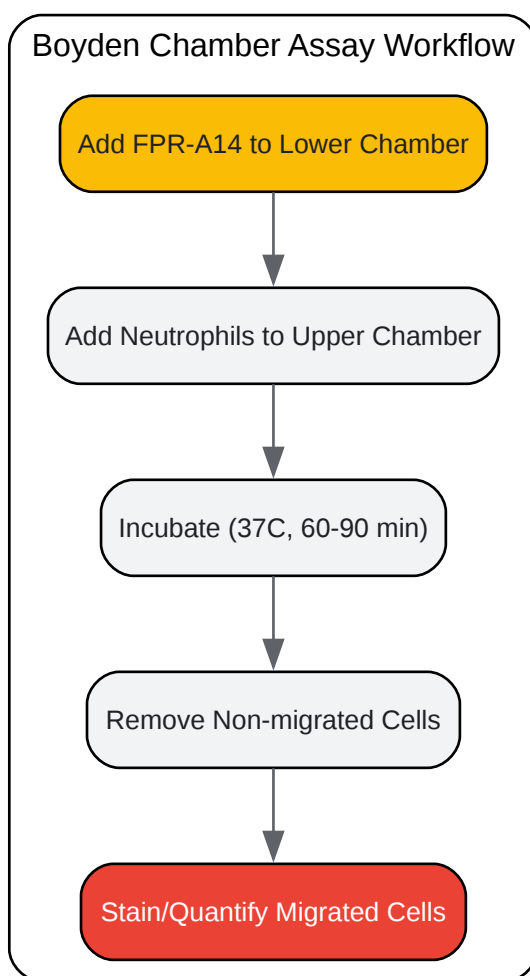 Boyden Chamber Assay Workflow
Add FPR-A14 to Lower Chamber
Add Neutrophils to Upper Chamber
Incubate (37C, 60-90 min)
Remove Non-migrated Cells
Stain/Quantify Migrated Cells